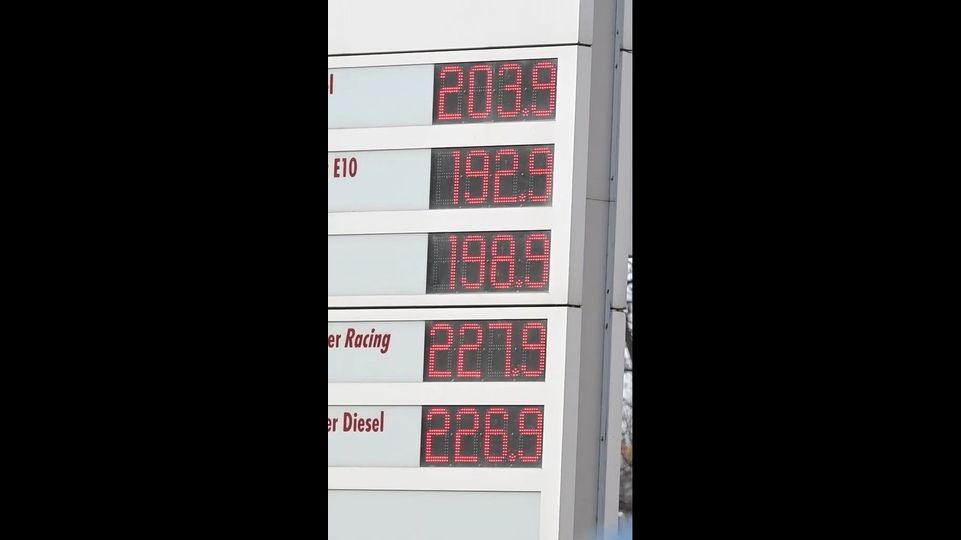 l 203.9
E10 192.9
198.9
er Racing 227.9
er Diesel 226.9